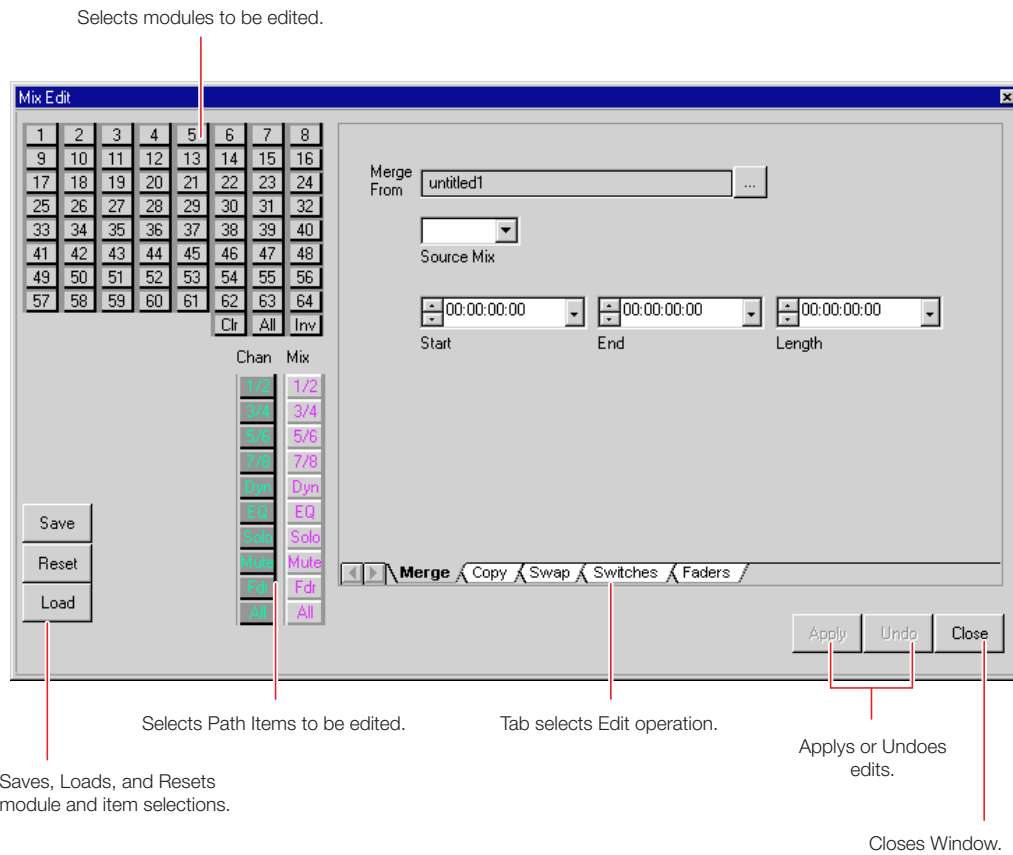 Selects modules to be edited.
Mix Edit
1 2 3 4 5 6 7 8
9 10 11 12 13 14 15 16
17 18 19 20 21 22 23 24
25 26 27 28 29 30 31 32
33 34 35 36 37 38 39 40
41 42 43 44 45 46 47 48
49 50 51 52 53 54 55 56
57 58 59 60 61 62 63 64
Clr All Inv
Chan Mix
1/2 1/2
3/4 3/4
5/6 5/6
7/8 7/8
Dyn Dyn
EQ EQ
Solo Solo
Mute Mute
Fdr Fdr
All All
Save
Reset
Load
Merge
From
untitled1 ...
Source Mix
00:00:00:00 00:00:00:00 00:00:00:00
Start End Length
Merge Copy Swap Switches Faders
Apply Undo Close
Selects Path Items to be edited.
Tab selects Edit operation.
Applys or Undoes
edits.
Saves, Loads, and Resets
module and item selections.
Closes Window.